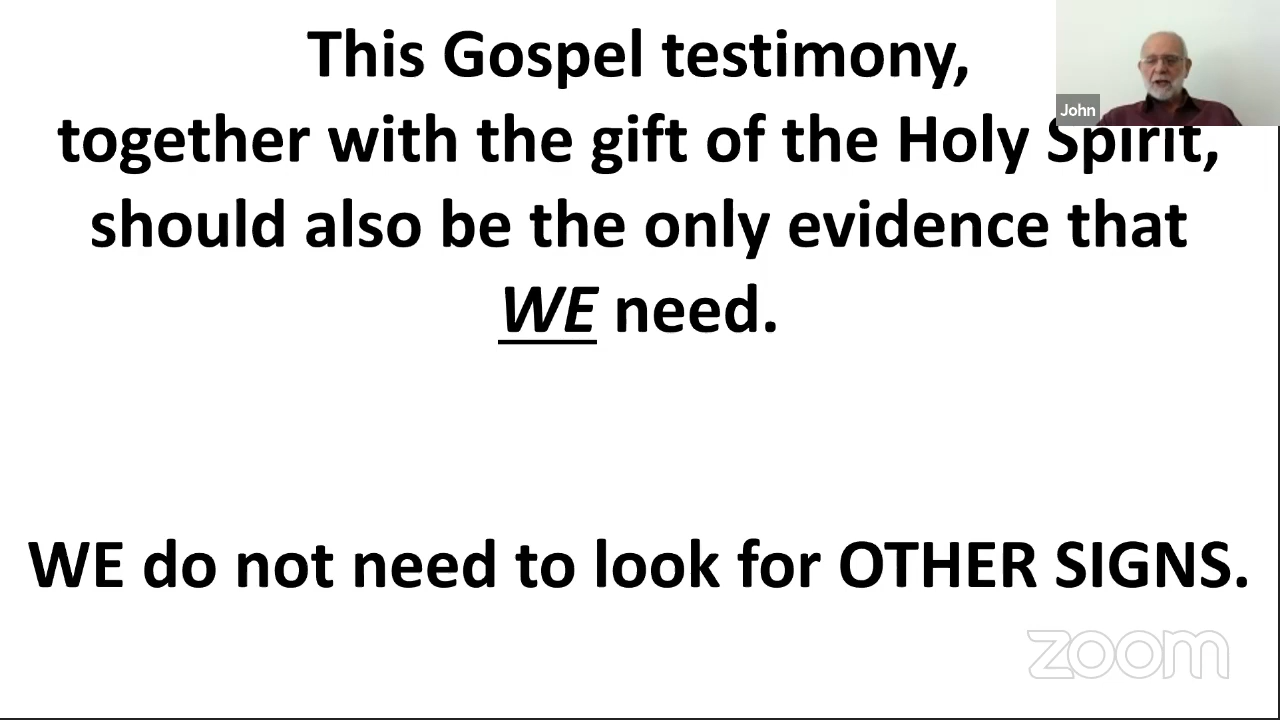 This Gospel testimony,
John
together with the gift of the Holy Spirit,
should also be the only evidence that
WE need.
WE do not need to look for OTHER SIGNS.
zoom